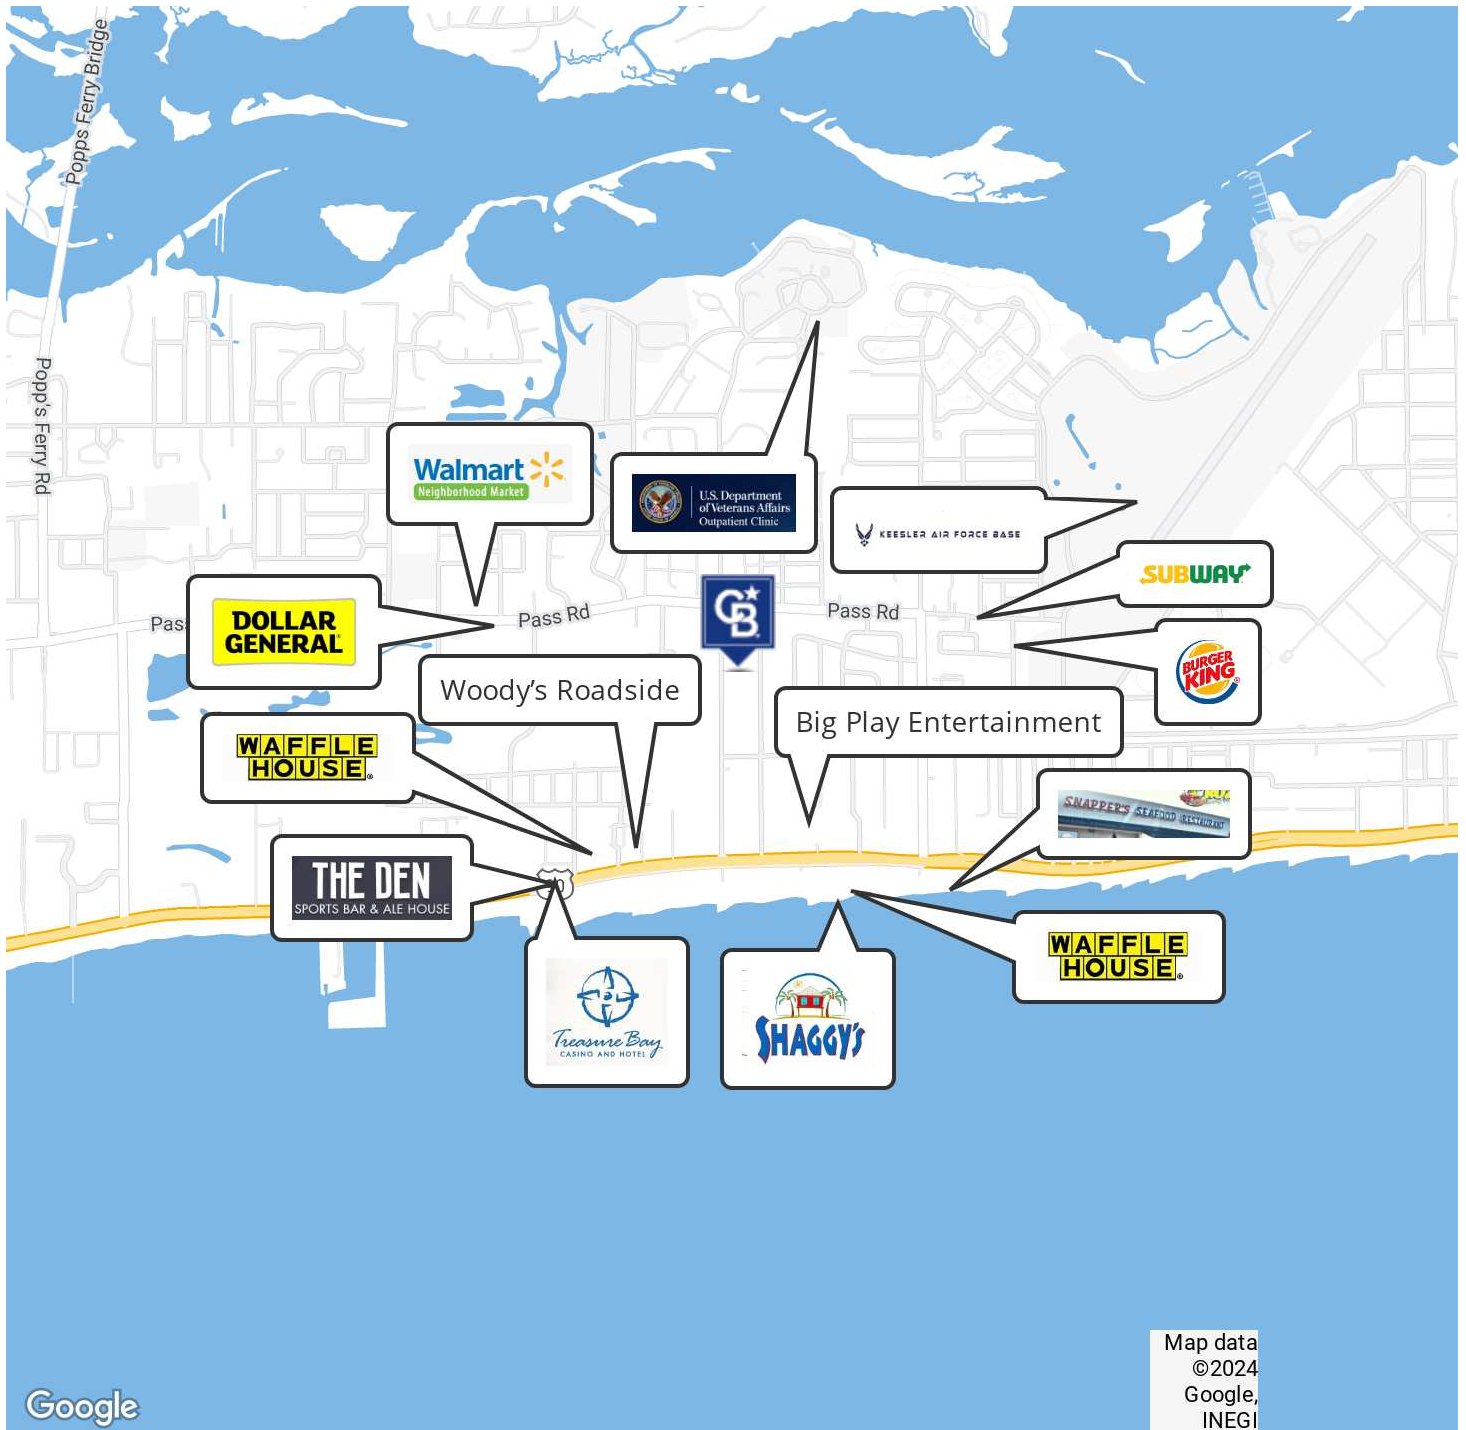 Popps Ferry Bridge
Popp's Ferry Rd
Walmart
Neighborhood Market
U.S. Department
of Veterans Affairs
Outpatient Clinic
KEESLER AIR FORCE BASE
SUBWAY
DOLLAR
GENERAL
Pas
Pass Rd
GB
Pass Rd
BURGER
KING
Woody's Roadside
Big Play Entertainment
WAFFLE
HOUSE
SNAPPER'S SEAFOOD RESTAURANT
THE DEN
SPORTS BAR & ALE HOUSE
WAFFLE
HOUSE
Treasure Bay
CASINO AND HOTEL
SHAGGY'S
Map data
©2024
Google,
INEGI
Google